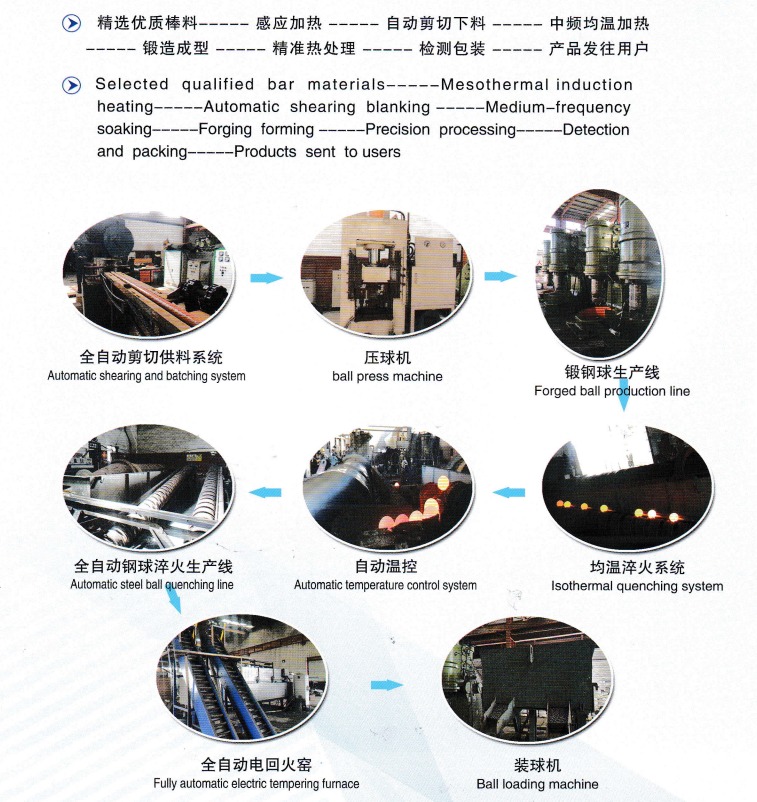 精选优质棒料----- 感应加热 ----- 自动剪切下料 ----- 中频均温加热
----- 锻造成型 ----- 精准热处理 ----- 检测包装 ----- 产品发往用户
Selected qualified bar materials-----Mesothermal induction
heating-----Automatic shearing blanking -----Medium-frequency
soaking-----Forging forming -----Precision processing-----Detection
and packing-----Products sent to users
全自动剪切供料系统
Automatic shearing and batching system
压球机
ball press machine
锻钢球生产线
Forged ball production line
全自动钢球淬火生产线
Automatic steel ball quenching line
自动温控
Automatic temperature control system
均温淬火系统
Isothermal quenching system
全自动电回火窑
Fully automatic electric tempering furnace
装球机
Ball loading machine